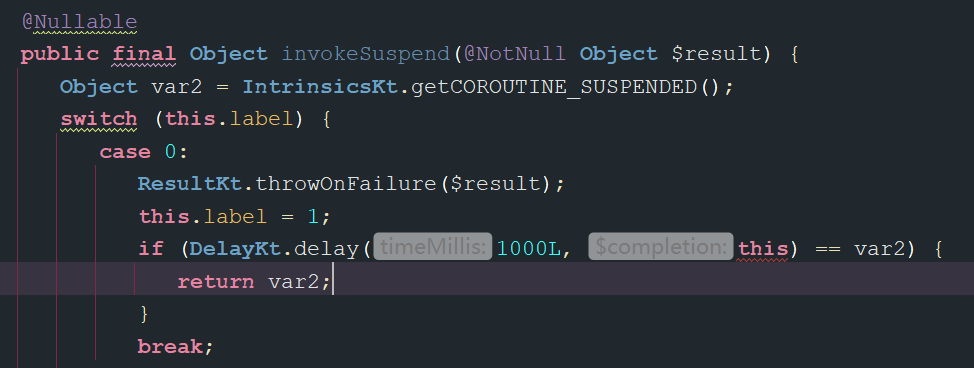 @Nullable
public final Object invokeSuspend(@NotNull Object $result) {
Object var2 = IntrinsicsKt.getCOROUTINE_SUSPENDED();
switch (this.label) {
case 0:
ResultKt.throwOnFailure($result);
this.label = 1;
if (DelayKt.delay( timeMillis: 1000L, $completion: this) == var2) {
return var2;
}
break;